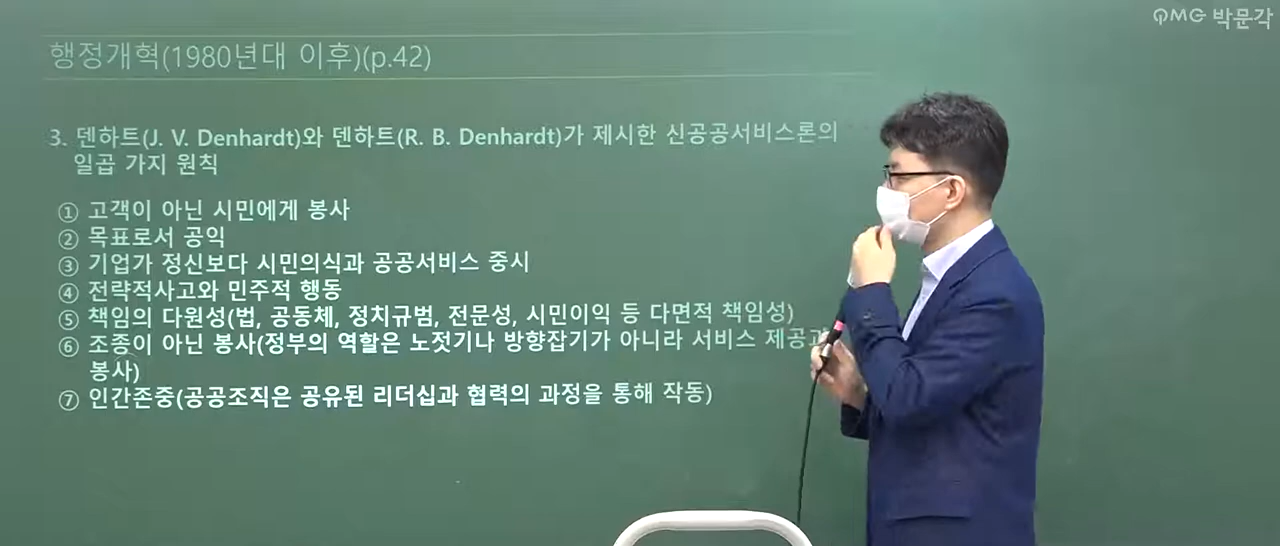 PMG 박문각
행정개혁(1980년대 이후)(p.42)
3. 덴하트(J. V. Denhardt)와 덴하트(R. B. Denhardt)가 제시한 신공공서비스론의
일곱 가지 원칙
① 고객이 아닌 시민에게 봉사
② 목표로서 공익
③ 기업가 정신보다 시민의식과 공공서비스 중시
④ 전략적사고와 민주적 행동
⑤ 책임의 다원성(법, 공동체, 정치규범, 전문성, 시민이익 등 다면적 책임성)
⑥ 조종이 아닌 봉사(정부의 역할은 노젓기나 방향잡기가 아니라 서비스 제공과
봉사)
⑦ 인간존중(공공조직은 공유된 리더십과 협력의 과정을 통해 작동)